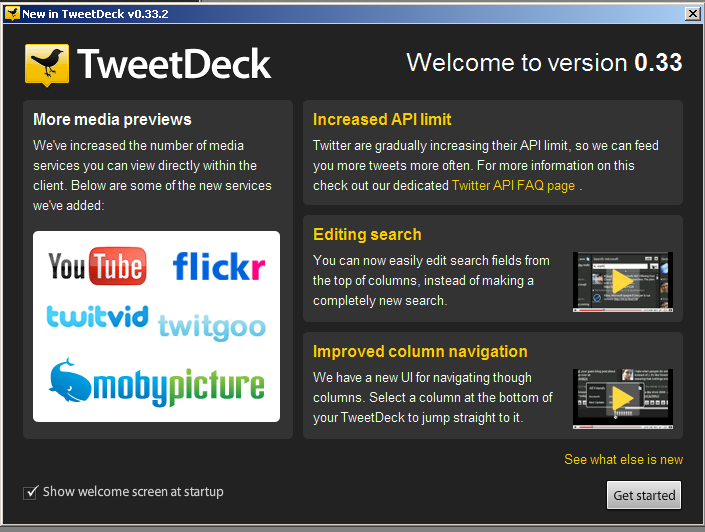 New in TweetDeck v0.33.2
TweetDeck
Welcome to version 0.33
More media previews
We've increased the number of media
services you can view directly within the
client. Below are some of the new services
we've added:
YouTube
flickr
twitvid
twitgoo
mobypicture
Increased API limit
Twitter are gradually increasing their API limit, so we can feed
you more tweets more often. For more information on this
check out our dedicated Twitter API FAQ page .
Editing search
You can now easily edit search fields from
the top of columns, instead of making a
completely new search.
Improved column navigation
We have a new UI for navigating though
columns. Select a column at the bottom of
your TweetDeck to jump straight to it.
See what else is new
Show welcome screen at startup
Get started